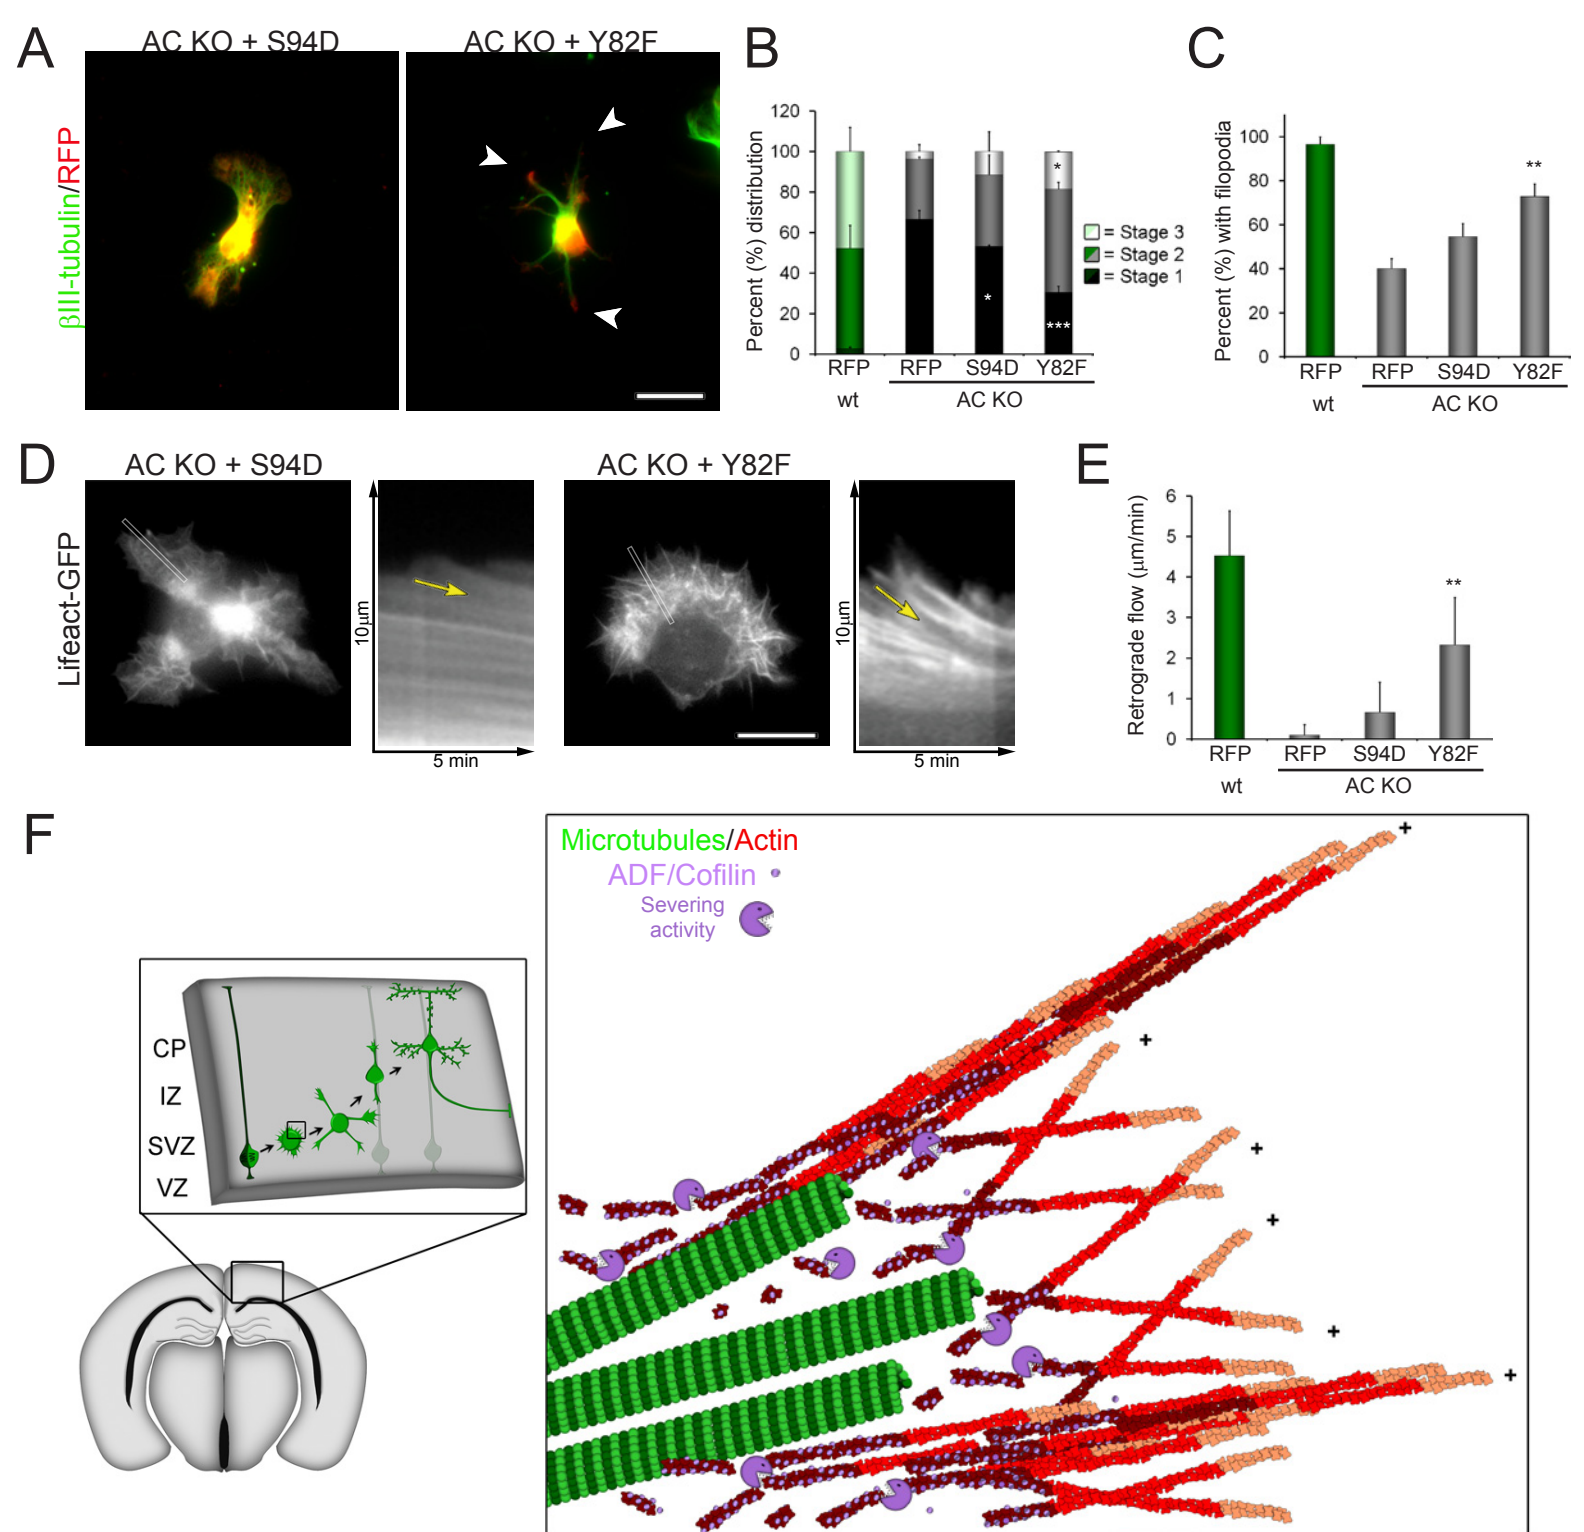 A
AC KO + S94D
AC KO + Y82F
βIII-tubulin/RFP
B
Percent (%) distribution
120
100
80
60
40
20
0
*
***
*
RFP
RFP
S94D
Y82F
wt
AC KO
= Stage 3
= Stage 2
= Stage 1
C
Percent (%) with filopodia
100
80
60
40
20
0
**
RFP
RFP
S94D
Y82F
wt
AC KO
D
AC KO + S94D
AC KO + Y82F
Lifeact-GFP
10μm
5 min
10μm
5 min
E
Retrograde flow (μm/min)
6
5
4
3
2
1
0
**
RFP
RFP
S94D
Y82F
wt
AC KO
F
CP
IZ
SVZ
VZ
Microtubules/Actin
ADF/Cofilin
Severing
activity
+
+
+
+
+
+